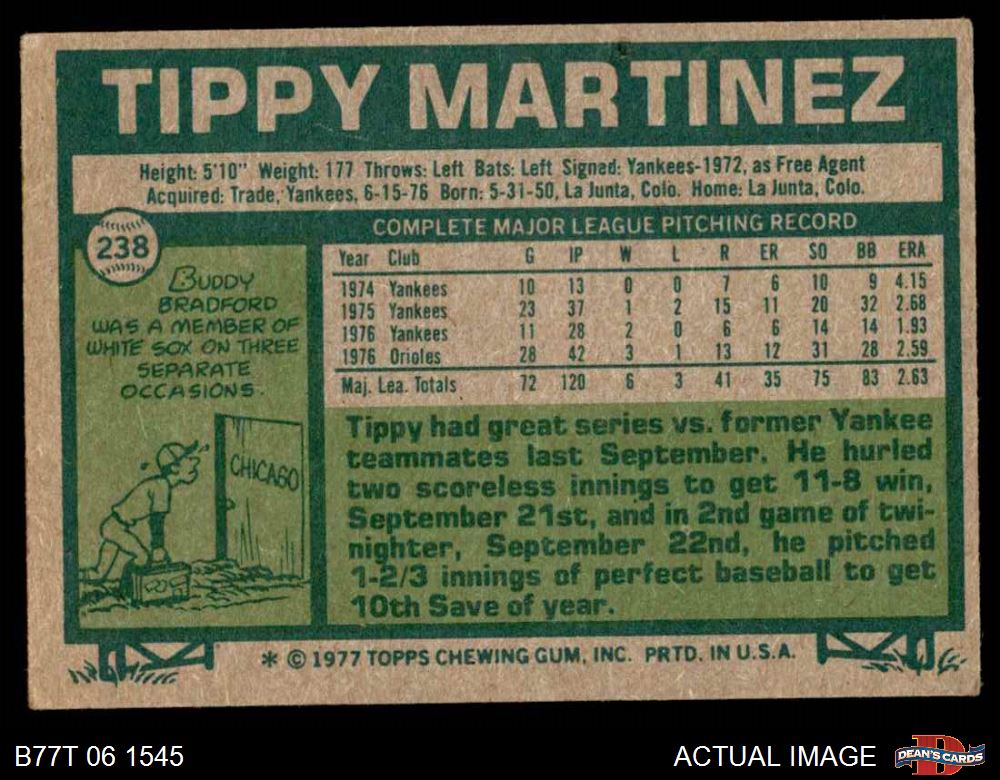 TIPPY MARTINEZ
Height: 5'10" Weight: 177 Throws: Left Bats: Left Signed: Yankees-1972, as Free Agent
Acquired: Trade, Yankees, 6-15-76 Born: 5-31-50, La Junta, Colo. Home: La Junta, Colo.
238
BUDDY
BRADFORD
WAS A MEMBER OF
WHITE SOX ON THREE
SEPARATE
OCCASIONS.
CHICAGO
COMPLETE MAJOR LEAGUE PITCHING RECORD
Year Club G IP W L R ER SO BB ERA
1974 Yankees 10 13 0 0 7 6 10 9 4.15
1975 Yankees 23 37 1 2 15 11 20 32 2.68
1976 Yankees 11 28 2 0 6 6 14 14 1.93
1976 Orioles 28 42 3 1 13 12 31 28 2.59
Maj. Lea. Totals 72 120 6 3 41 35 75 83 2.63
Tippy had great series vs. former Yankee
teammates last September. He hurled
two scoreless innings to get 11-8 win,
September 21st, and in 2nd game of twi-
nighter, September 22nd, he pitched
1-2/3 innings of perfect baseball to get
10th Save of year.
* © 1977 TOPPS CHEWING GUM, INC. PRTD. IN U.S.A.
B77T 06 1545
ACTUAL IMAGE
DEAN'S CARDS